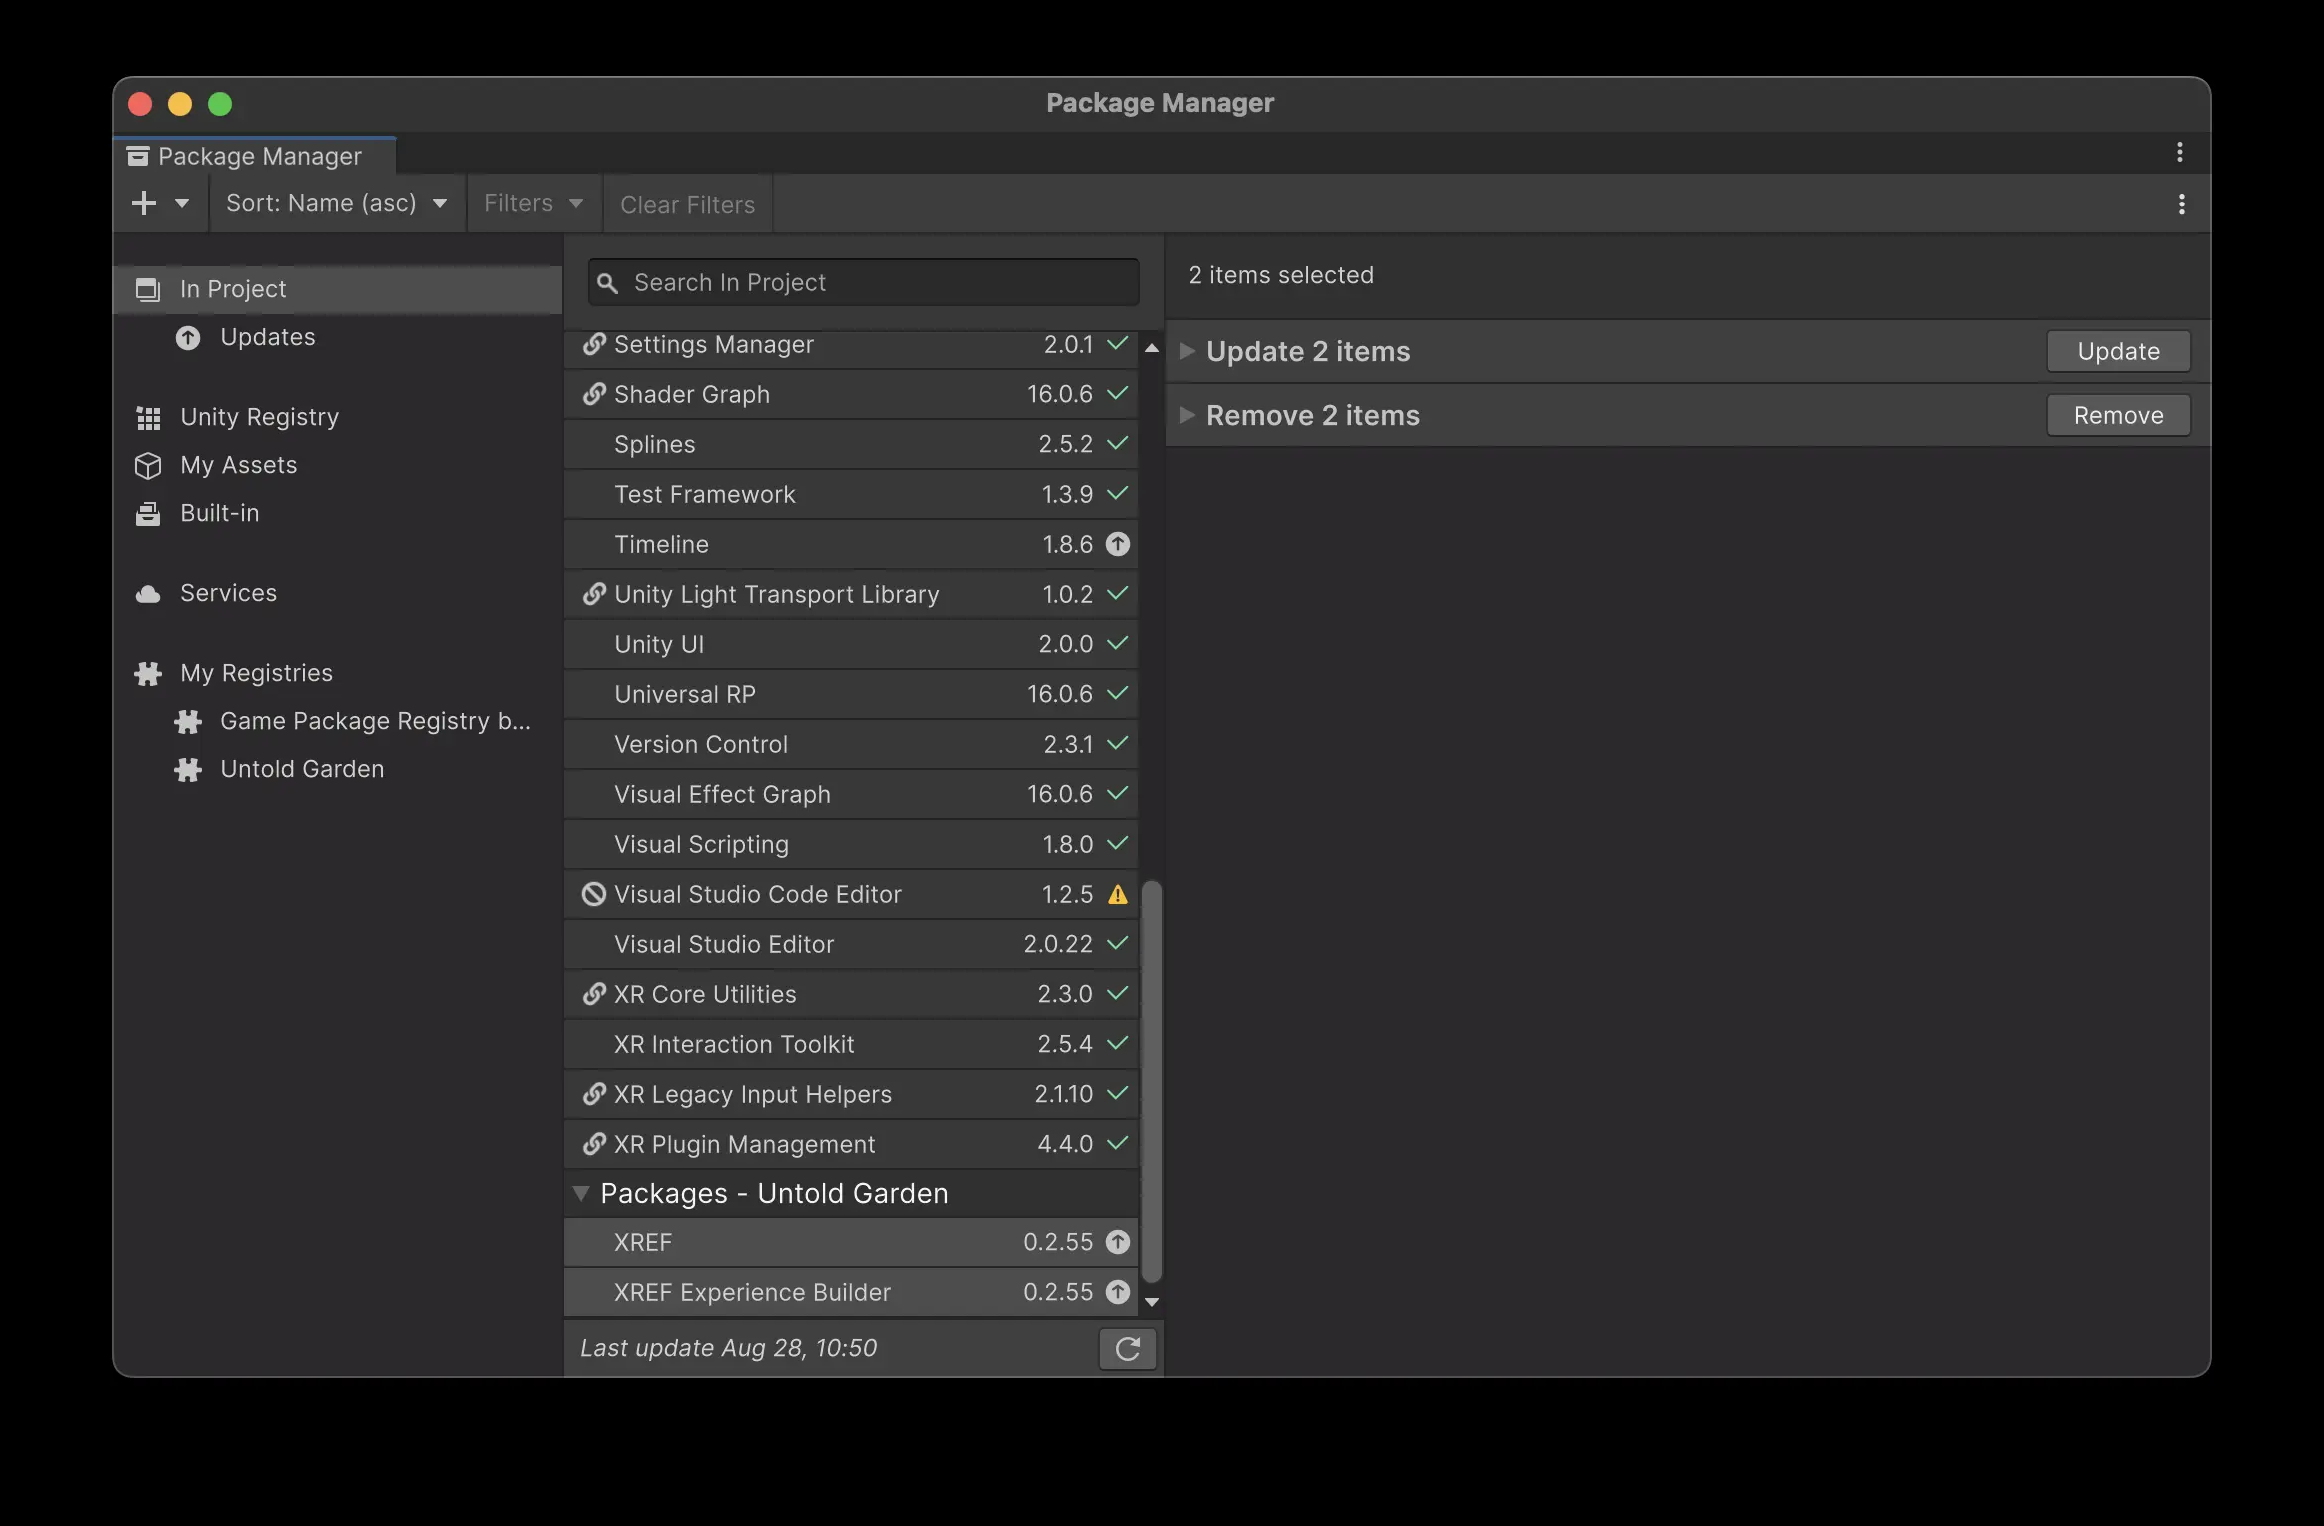 Package Manager
Package Manager
Sort: Name (asc) Filters Clear Filters
In Project
Updates
Unity Registry
My Assets
Built-in
Services
My Registries
Game Package Registry b...
Untold Garden
Search In Project
Settings Manager 2.0.1
Shader Graph 16.0.6
Splines 2.5.2
Test Framework 1.3.9
Timeline 1.8.6
Unity Light Transport Library 1.0.2
Unity UI 2.0.0
Universal RP 16.0.6
Version Control 2.3.1
Visual Effect Graph 16.0.6
Visual Scripting 1.8.0
Visual Studio Code Editor 1.2.5
Visual Studio Editor 2.0.22
XR Core Utilities 2.3.0
XR Interaction Toolkit 2.5.4
XR Legacy Input Helpers 2.1.10
XR Plugin Management 4.4.0
Packages - Untold Garden
XREF 0.2.55
XREF Experience Builder 0.2.55
Last update Aug 28, 10:50
2 items selected
Update 2 items Update
Remove 2 items Remove